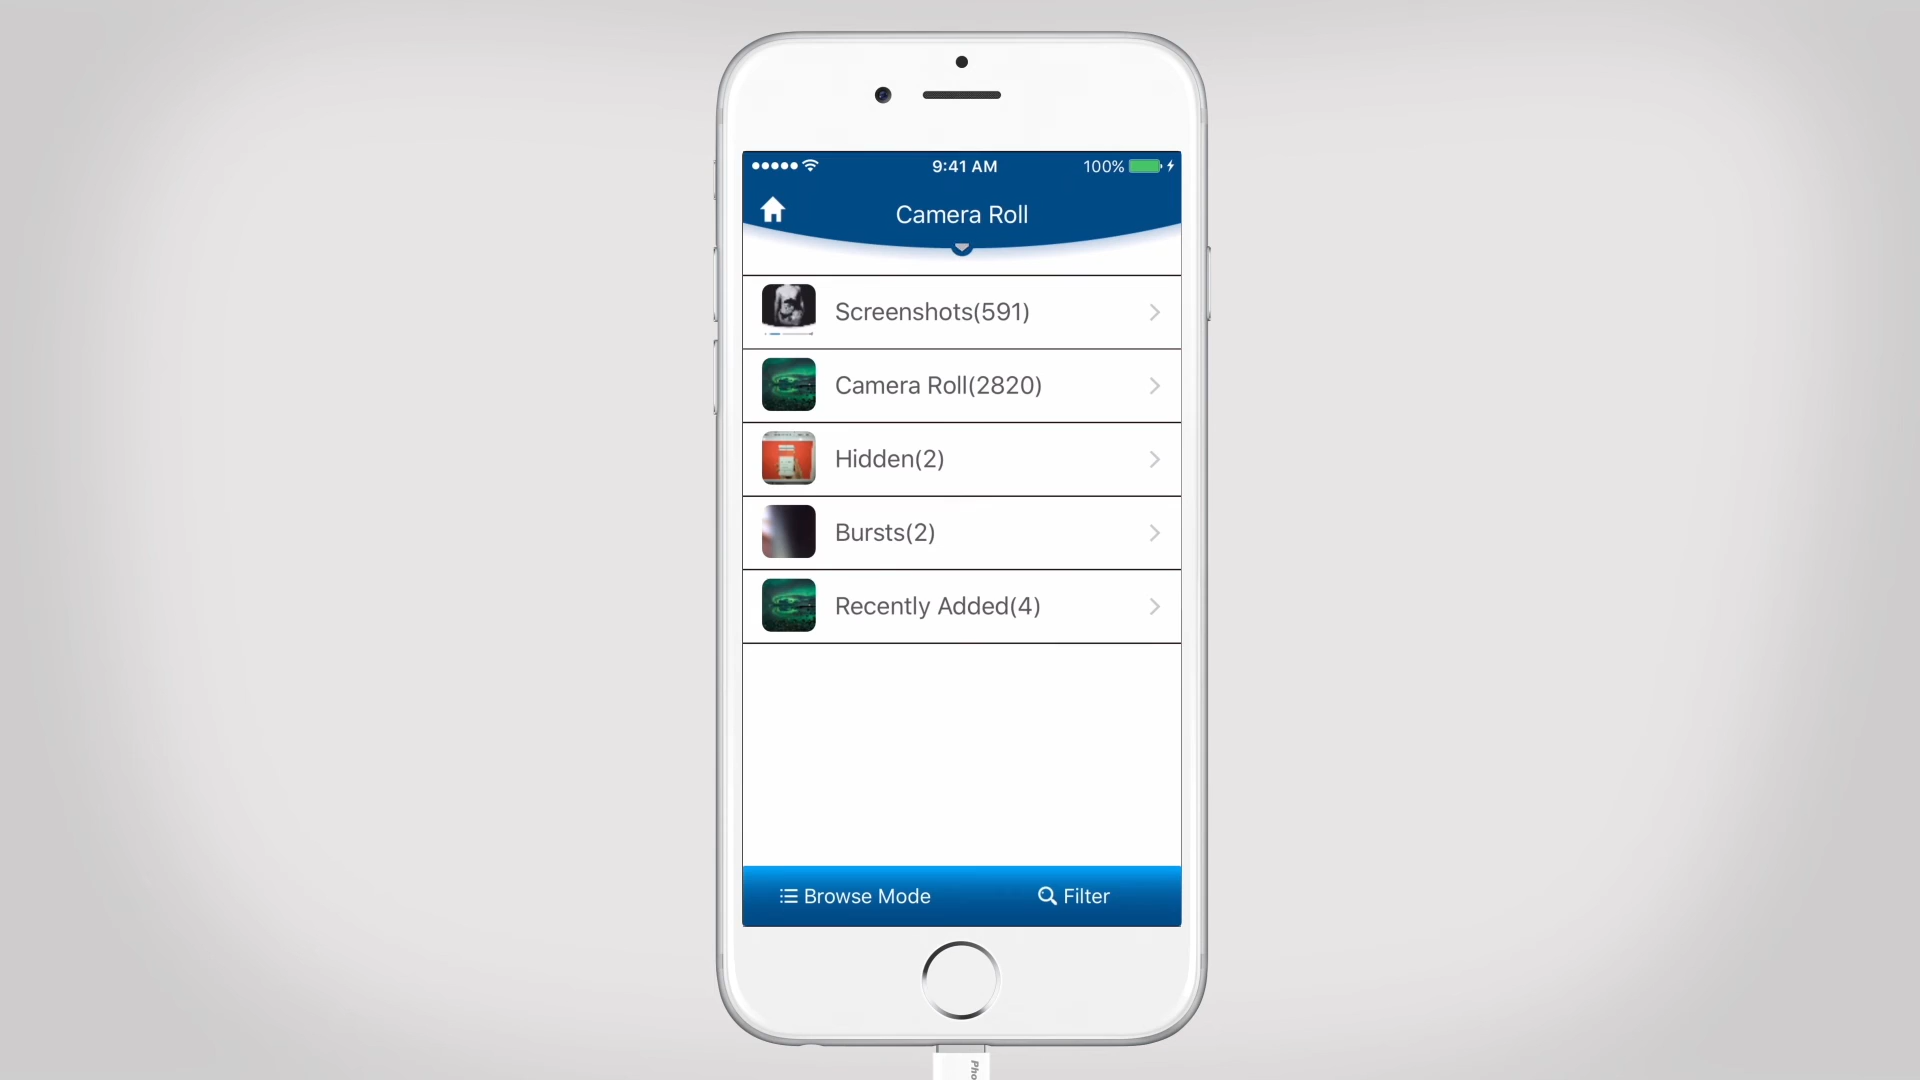 9:41 AM
100%
Camera Roll
Screenshots(591)
Camera Roll(2820)
Hidden(2)
Bursts(2)
Recently Added(4)
Browse Mode
Filter
Pho